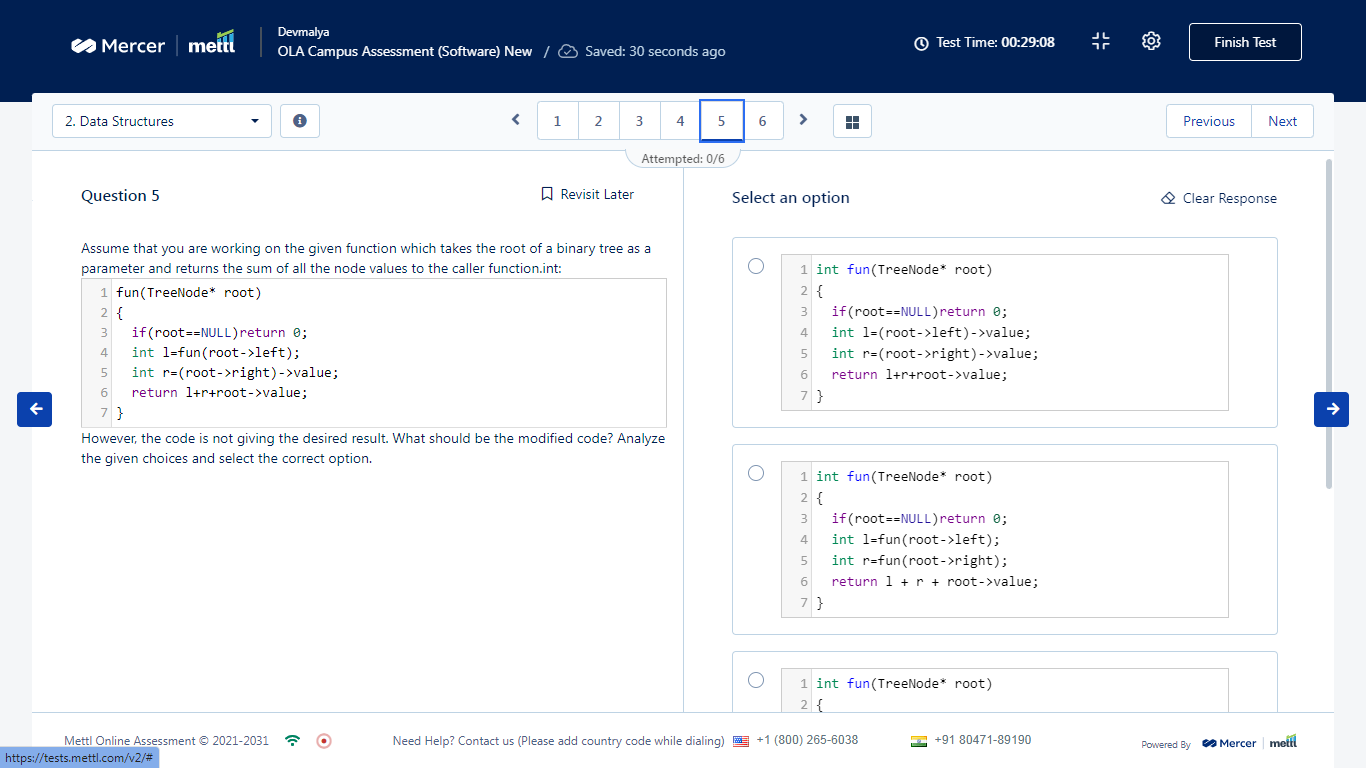 Mercer mettl
Devmalya
OLA Campus Assessment (Software) New / Saved: 30 seconds ago
Test Time: 00:29:08
Finish Test
2. Data Structures
1 2 3 4 5 6
Previous Next
Attempted: 0/6
Question 5
Revisit Later
Assume that you are working on the given function which takes the root of a binary tree as a
parameter and returns the sum of all the node values to the caller function.int:
1 fun(TreeNode* root)
2 {
3   if(root==NULL)return 0;
4   int l=fun(root->left);
5   int r=(root->right)->value;
6   return l+r+root->value;
7 }
However, the code is not giving the desired result. What should be the modified code? Analyze
the given choices and select the correct option.
Select an option
Clear Response
1 int fun(TreeNode* root)
2 {
3   if(root==NULL)return 0;
4   int l=(root->left)->value;
5   int r=(root->right)->value;
6   return l+r+root->value;
7 }
1 int fun(TreeNode* root)
2 {
3   if(root==NULL)return 0;
4   int l=fun(root->left);
5   int r=fun(root->right);
6   return l + r + root->value;
7 }
1 int fun(TreeNode* root)
2 {
Mettl Online Assessment © 2021-2031
Need Help? Contact us (Please add country code while dialing) +1 (800) 265-6038
+91 80471-89190
Powered By Mercer mettl
https://tests.mettl.com/v2/#